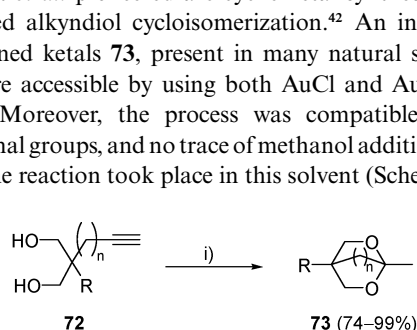 ed alkyndiol cycloisomerization.⁴² An in
ned ketals 73, present in many natural s
re accessible by using both AuCl and Au
Moreover, the process was compatible
nal groups, and no trace of methanol additi
e reaction took place in this solvent (Sche
HO
( )n
HO
R
i)
R
O
( )n
O
72
73 (74–99%)